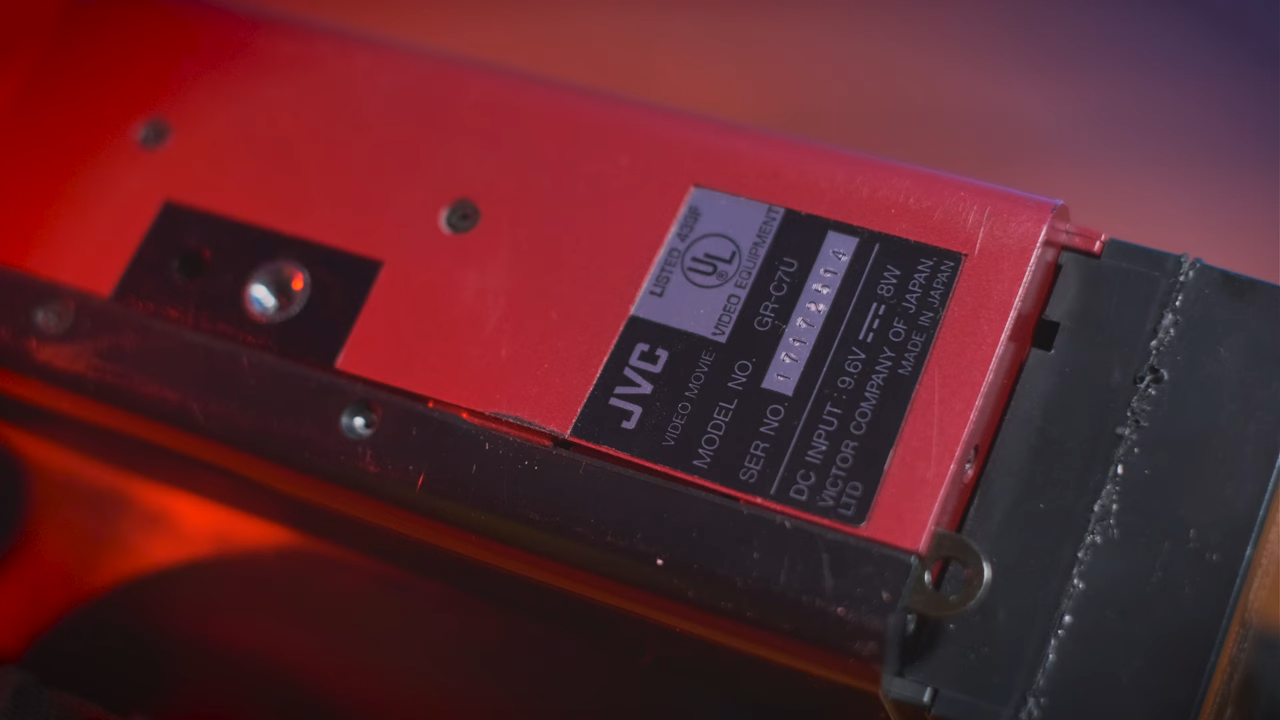 LISTED 439F
UL
®
VIDEO EQUIPMENT
JVC
VIDEO MOVIE
MODEL NO. GR-C7U
SER NO. 17172514
DC INPUT : 9.6V ⎓ 8W
VICTOR COMPANY OF JAPAN,
LTD MADE IN JAPAN